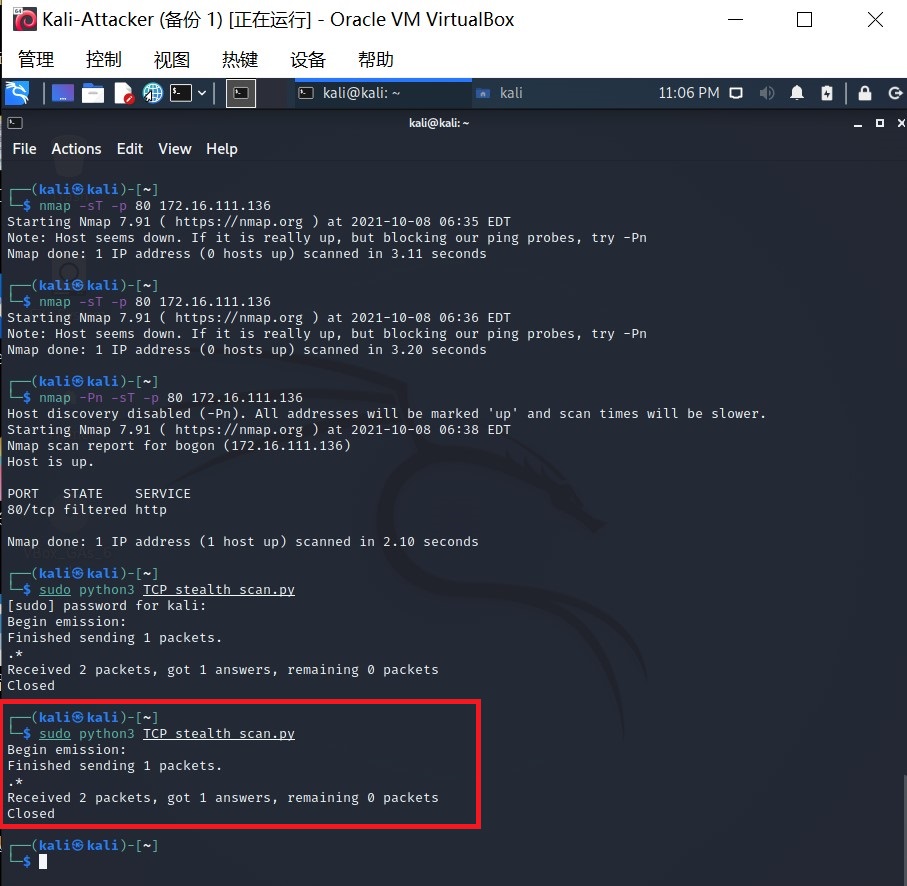 Kali-Attacker (备份 1) [正在运行] - Oracle VM VirtualBox
管理 控制 视图 热键 设备 帮助
kali@kali: ~ kali 11:06 PM
kali@kali: ~
File Actions Edit View Help
┌──(kali㉿kali)-[~]
└─$ nmap -sT -p 80 172.16.111.136
Starting Nmap 7.91 ( https://nmap.org ) at 2021-10-08 06:35 EDT
Note: Host seems down. If it is really up, but blocking our ping probes, try -Pn
Nmap done: 1 IP address (0 hosts up) scanned in 3.11 seconds
┌──(kali㉿kali)-[~]
└─$ nmap -sT -p 80 172.16.111.136
Starting Nmap 7.91 ( https://nmap.org ) at 2021-10-08 06:36 EDT
Note: Host seems down. If it is really up, but blocking our ping probes, try -Pn
Nmap done: 1 IP address (0 hosts up) scanned in 3.20 seconds
┌──(kali㉿kali)-[~]
└─$ nmap -Pn -sT -p 80 172.16.111.136
Host discovery disabled (-Pn). All addresses will be marked 'up' and scan times will be slower.
Starting Nmap 7.91 ( https://nmap.org ) at 2021-10-08 06:38 EDT
Nmap scan report for bogon (172.16.111.136)
Host is up.
PORT   STATE    SERVICE
80/tcp filtered http
Nmap done: 1 IP address (1 host up) scanned in 2.10 seconds
┌──(kali㉿kali)-[~]
└─$ sudo python3 TCP_stealth_scan.py
[sudo] password for kali:
Begin emission:
Finished sending 1 packets.
.*
Received 2 packets, got 1 answers, remaining 0 packets
Closed
┌──(kali㉿kali)-[~]
└─$ sudo python3 TCP_stealth_scan.py
Begin emission:
Finished sending 1 packets.
.*
Received 2 packets, got 1 answers, remaining 0 packets
Closed
┌──(kali㉿kali)-[~]
└─$